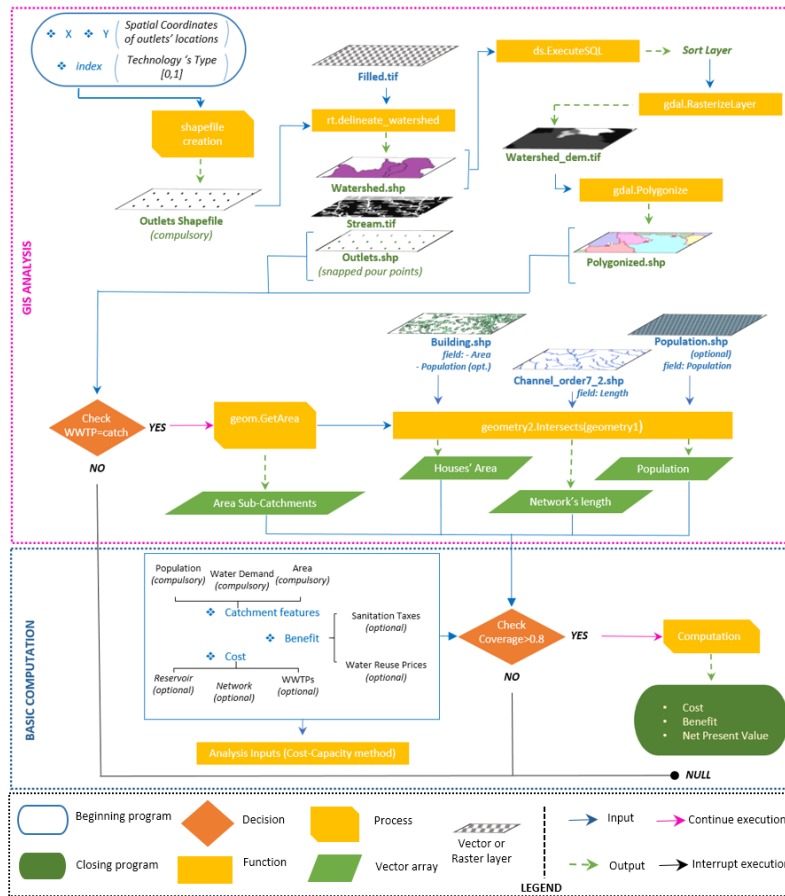 X Y
Spatial Coordinates
of outlets' locations
index
Technology 's Type
[0,1]
shapefile
creation
Outlets Shapefile
(compulsory)
Filled.tif
rt.delineate_watershed
Watershed.shp
Stream.tif
Outlets.shp
(snapped pour points)
ds.ExecuteSQL
Sort Layer
gdal.RasterizeLayer
Watershed_dem.tif
gdal.Polygonize
Polygonized.shp
GIS ANALYSIS
Building.shp
field: - Area
- Population (opt.)
Channel_order7_2.shp
field: Length
Population.shp
(optional)
field: Population
Check
WWTP=catch
YES
NO
geom.GetArea
geometry2.Intersects(geometry1)
Houses' Area
Population
Area Sub-Catchments
Network's length
BASIC COMPUTATION
Population
(compulsory)
Water Demand
(compulsory)
Area
(compulsory)
Catchment features
Benefit
Sanitation Taxes
(optional)
Water Reuse Prices
(optional)
Cost
Reservoir
(optional)
Network
(optional)
WWTPs
(optional)
Analysis Inputs (Cost-Capacity method)
Check
Coverage>0.8
YES
NO
Computation
• Cost
• Benefit
• Net Present Value
NULL
Beginning program
Decision
Process
Vector or
Raster layer
Input
Continue execution
Closing program
Function
Vector array
Output
Interrupt execution
LEGEND